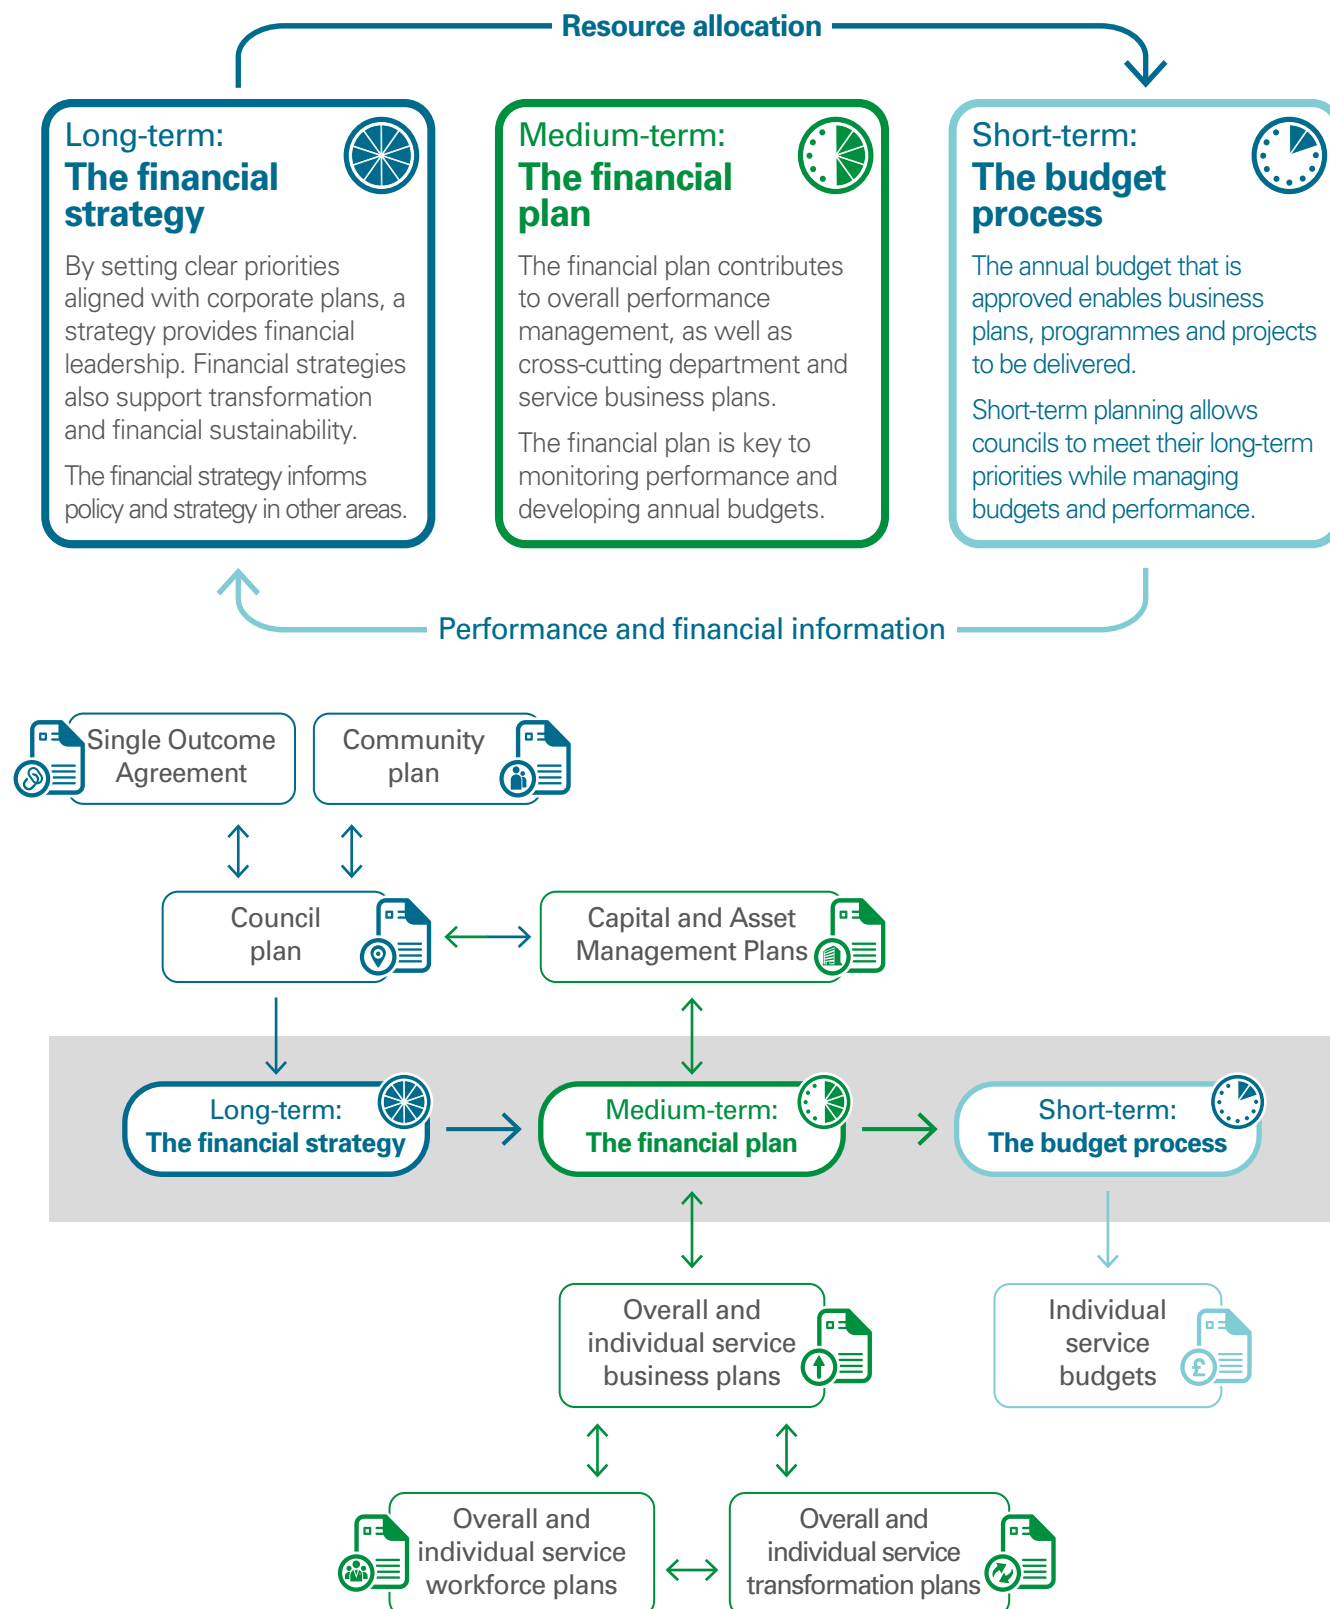 Resource allocation
Long-term:
The financial
strategy
By setting clear priorities
aligned with corporate plans, a
strategy provides financial
leadership. Financial strategies
also support transformation
and financial sustainability.
The financial strategy informs
policy and strategy in other areas.
Medium-term:
The financial
plan
The financial plan contributes
to overall performance
management, as well as
cross-cutting department and
service business plans.
The financial plan is key to
monitoring performance and
developing annual budgets.
Short-term:
The budget
process
The annual budget that is
approved enables business
plans, programmes and projects
to be delivered.
Short-term planning allows
councils to meet their long-term
priorities while managing
budgets and performance.
Performance and financial information
Single Outcome
Agreement
Community
plan
Council
plan
Capital and Asset
Management Plans
Long-term:
The financial strategy
Medium-term:
The financial plan
Short-term:
The budget process
Overall and
individual service
business plans
Individual
service
budgets
£
Overall and
individual service
workforce plans
Overall and
individual service
transformation plans